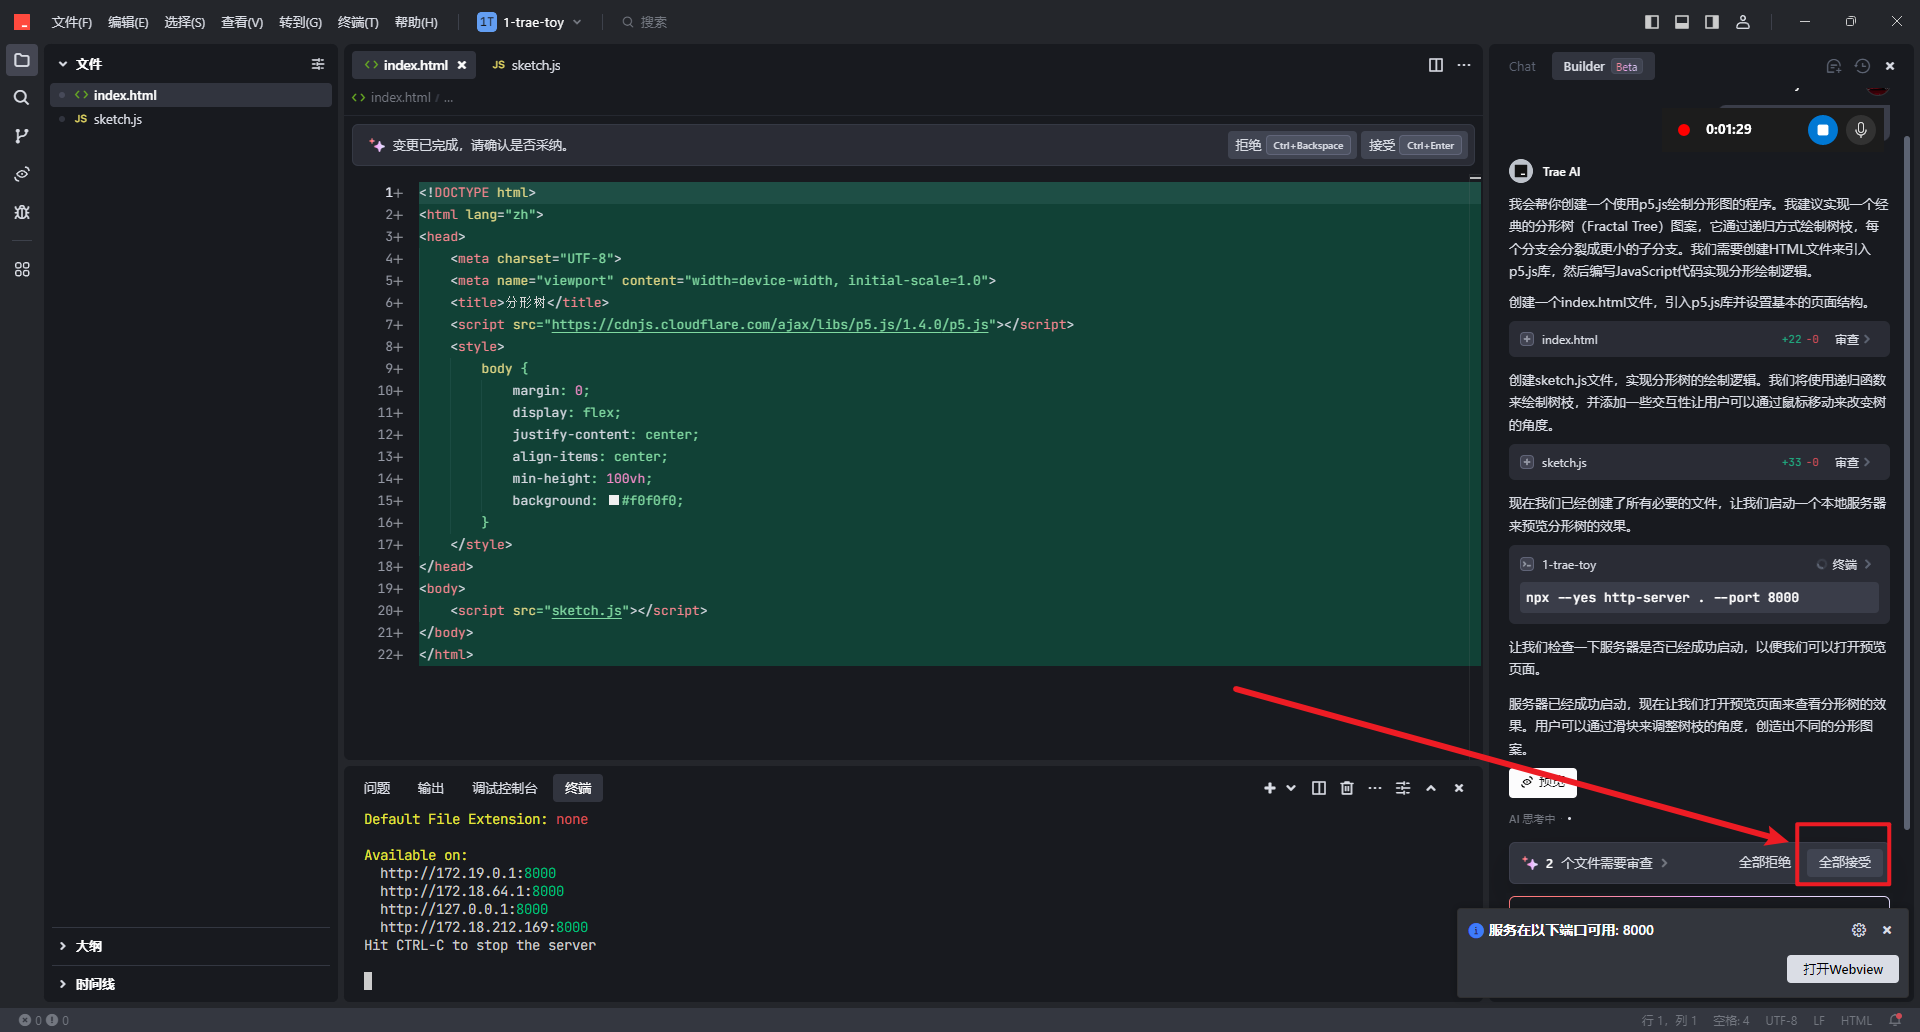 文件(F) 编辑(E) 选择(S) 查看(V) 转到(G) 终端(T) 帮助(H) 1T 1-trae-toy 搜索
文件
index.html
JS sketch.js
大纲
时间线
index.html JS sketch.js
index.html / ...
变更已完成，请确认是否采纳。 拒绝 Ctrl+Backspace 接受 Ctrl+Enter
1+ <!DOCTYPE html>
2+ <html lang="zh">
3+ <head>
4+     <meta charset="UTF-8">
5+     <meta name="viewport" content="width=device-width, initial-scale=1.0">
6+     <title>分形树</title>
7+     <script src="https://cdnjs.cloudflare.com/ajax/libs/p5.js/1.4.0/p5.js"></script>
8+     <style>
9+         body {
10+             margin: 0;
11+             display: flex;
12+             justify-content: center;
13+             align-items: center;
14+             min-height: 100vh;
15+             background: #f0f0f0;
16+         }
17+     </style>
18+ </head>
19+ <body>
20+     <script src="sketch.js"></script>
21+ </body>
22+ </html>
问题 输出 调试控制台 终端
Default File Extension: none
Available on:
http://172.19.0.1:8000
http://172.18.64.1:8000
http://127.0.0.1:8000
http://172.18.212.169:8000
Hit CTRL-C to stop the server
Chat Builder Beta
0:01:29
Trae AI
我会帮你创建一个使用p5.js绘制分形图的程序。我建议实现一个经
典的分形树（Fractal Tree）图案，它通过递归方式绘制树枝，每
个分支会分裂成更小的子分支。我们需要创建HTML文件来引入
p5.js库，然后编写JavaScript代码实现分形绘制逻辑。
创建一个index.html文件，引入p5.js库并设置基本的页面结构。
index.html +22 -0 审查
创建sketch.js文件，实现分形树的绘制逻辑。我们将使用递归函数
来绘制树枝，并添加一些交互性让用户可以通过鼠标移动来改变树
的角度。
sketch.js +33 -0 审查
现在我们已经创建了所有必要的文件，让我们启动一个本地服务器
来预览分形树的效果。
1-trae-toy 终端
npx --yes http-server . --port 8000
让我们检查一下服务器是否已经成功启动，以便我们可以打开预览
页面。
服务器已经成功启动，现在让我们打开预览页面来查看分形树的效
果。用户可以通过滑块来调整树枝的角度，创造出不同的分形图
案。
预览
AI 思考中
2 个文件需要审查 全部拒绝 全部接受
服务在以下端口可用: 8000
打开Webview
0 0 行 1，列 1 空格: 4 UTF-8 LF HTML